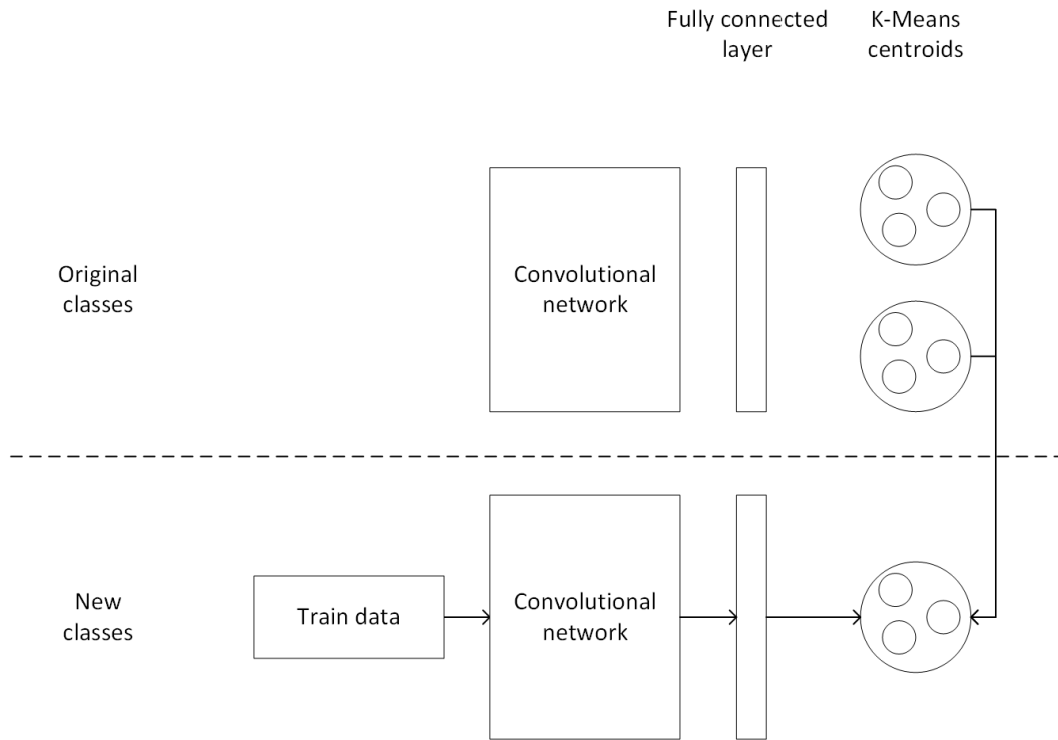 Fully connected
layer
K-Means
centroids
Original
classes
Convolutional
network
New
classes
Train data
Convolutional
network